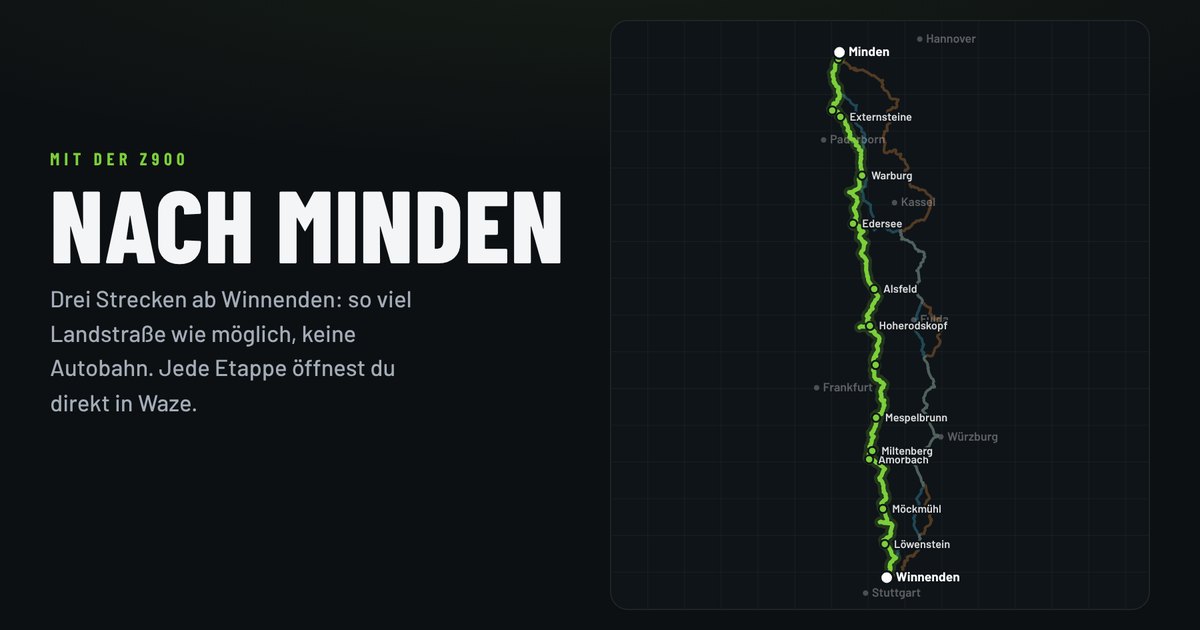 MIT DER Z900
NACH MINDEN
Drei Strecken ab Winnenden: so viel
Landstraße wie möglich, keine
Autobahn. Jede Etappe öffnest du
direkt in Waze.
Hannover
Minden
Externsteine
Paderborn
Warburg
Kassel
Edersee
Alsfeld
Fulda
Hoherodskopf
Frankfurt
Mespelbrunn
Würzburg
Miltenberg
Amorbach
Möckmühl
Löwenstein
Winnenden
Stuttgart